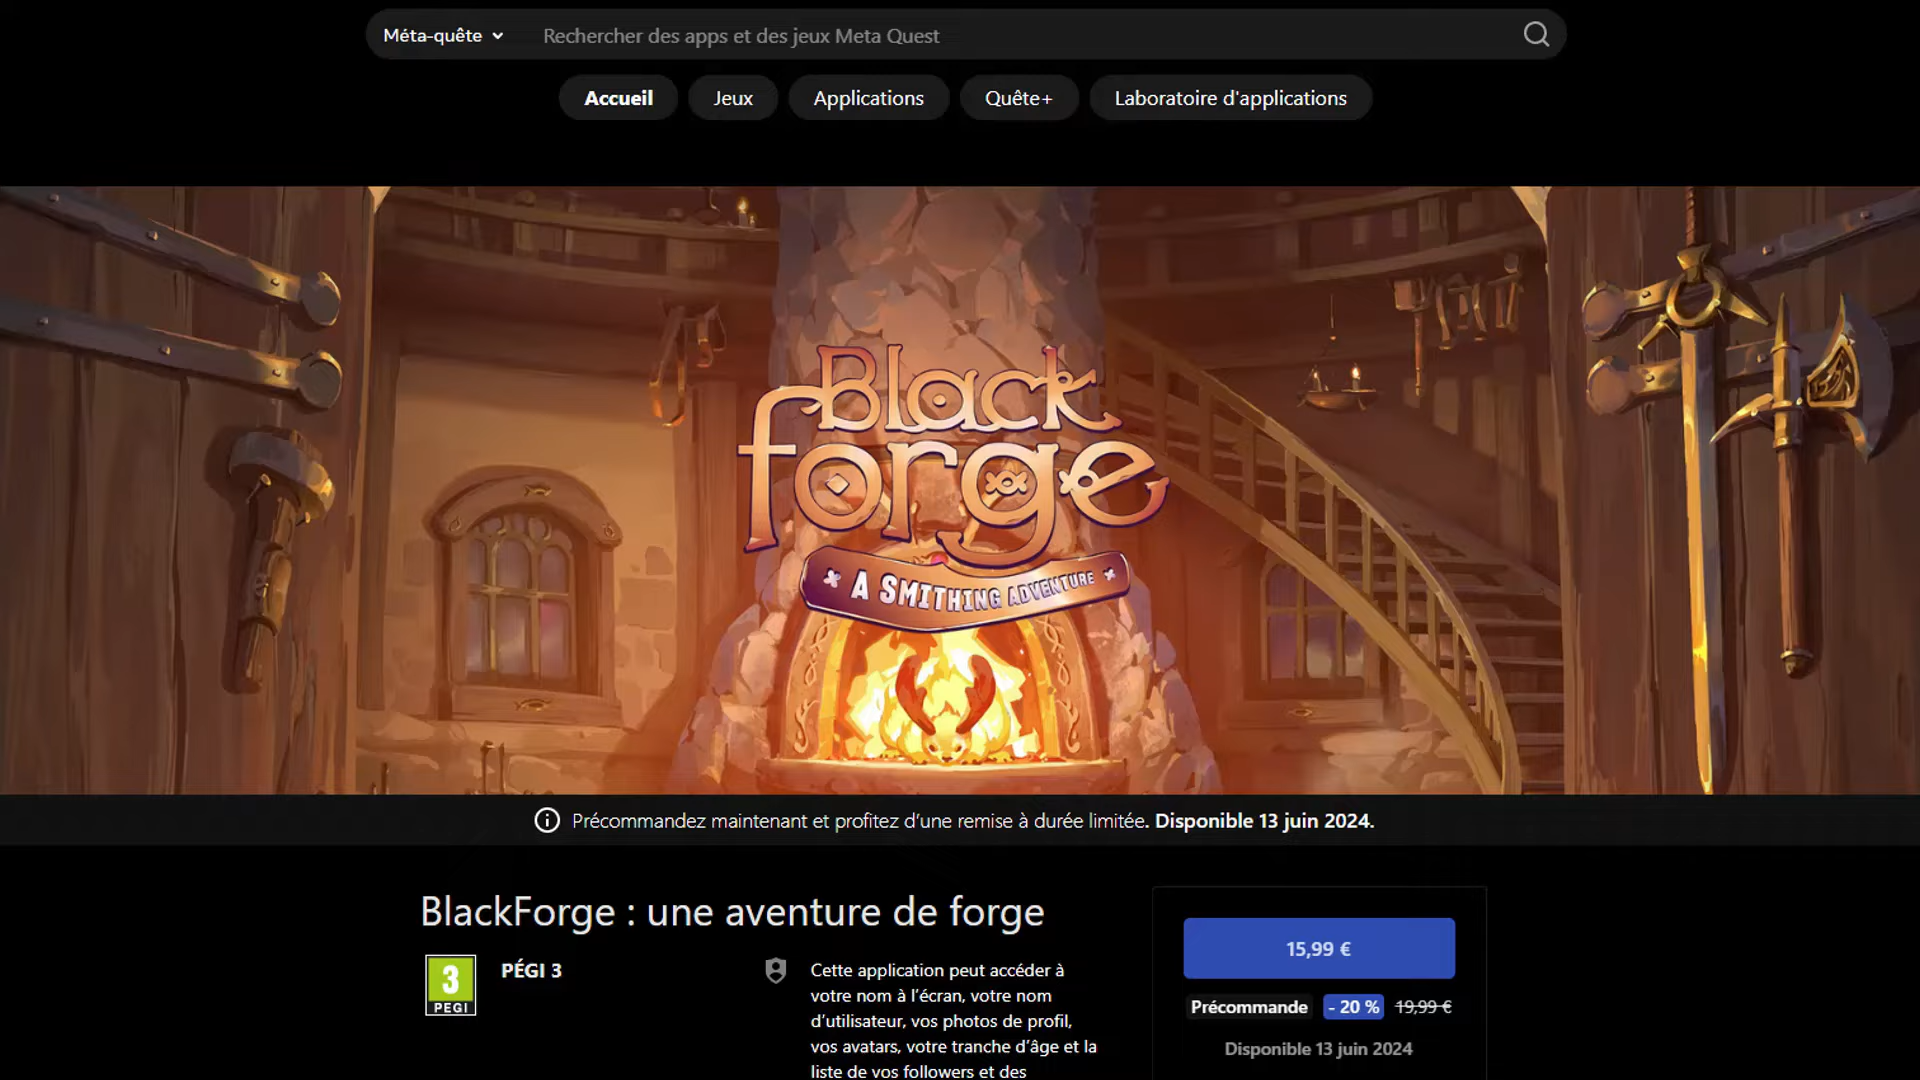 Méta-quête
Rechercher des apps et des jeux Meta Quest
Accueil
Jeux
Applications
Quête+
Laboratoire d'applications
Black
forge
A SMITHING ADVENTURE
Précommandez maintenant et profitez d’une remise à durée limitée. Disponible 13 juin 2024.
BlackForge : une aventure de forge
3
PEGI
PÉGI 3
Cette application peut accéder à
votre nom à l’écran, votre nom
d’utilisateur, vos photos de profil,
vos avatars, votre tranche d’âge et la
liste de vos followers et des
15,99 €
Précommande - 20 % 19,99 €
Disponible 13 juin 2024